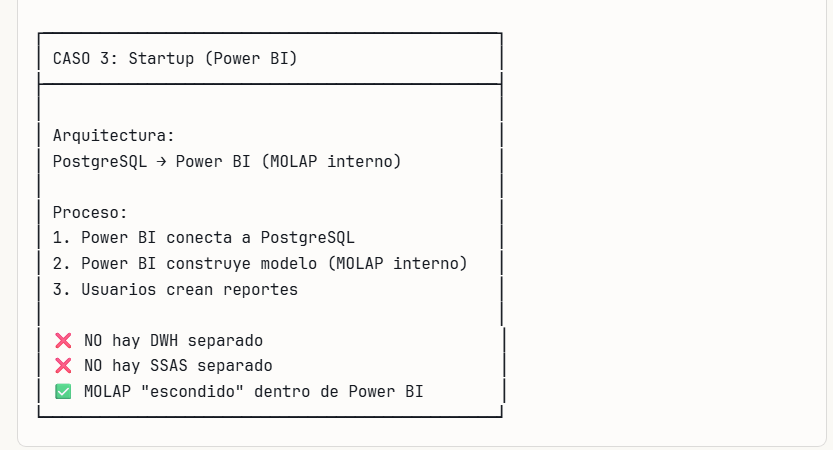 CASO 3: Startup (Power BI)
Arquitectura:
PostgreSQL → Power BI (MOLAP interno)
Proceso:
1. Power BI conecta a PostgreSQL
2. Power BI construye modelo (MOLAP interno)
3. Usuarios crean reportes
❌ NO hay DWH separado
❌ NO hay SSAS separado
✅ MOLAP "escondido" dentro de Power BI